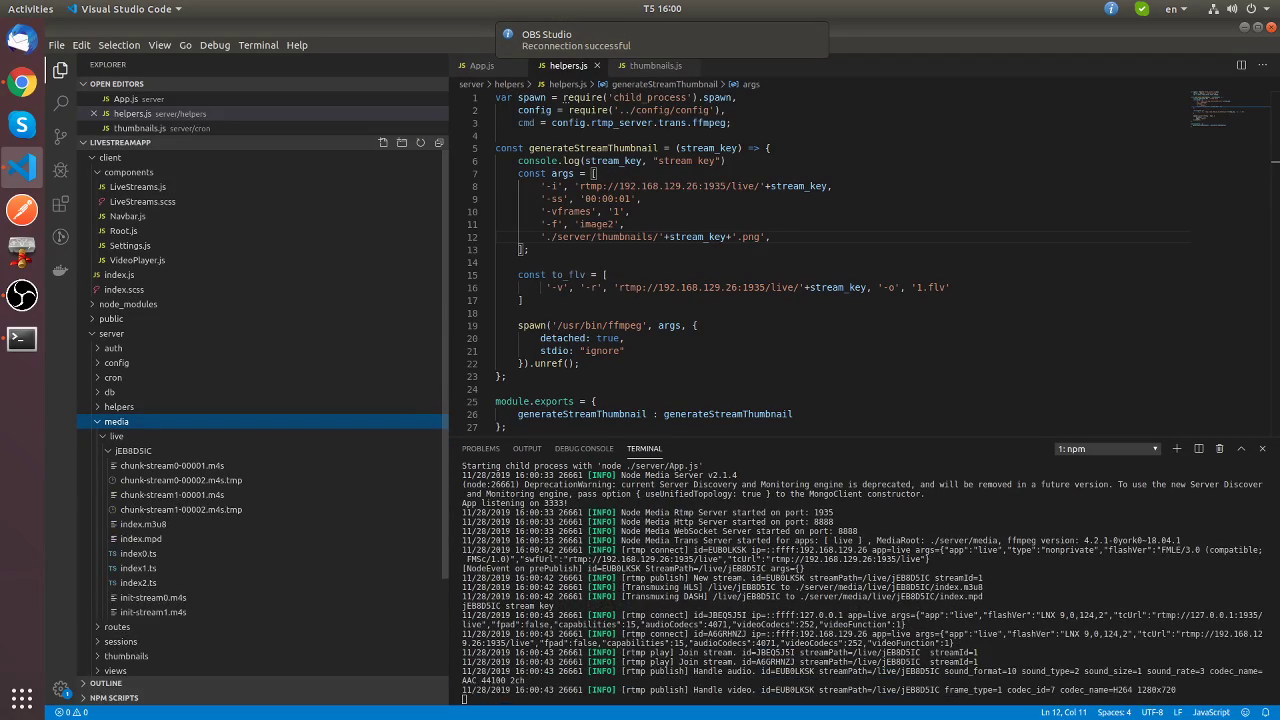 Activities
Visual Studio Code
T5 16:00
en
OBS Studio
Reconnection successful
File Edit Selection View Go Debug Terminal Help
EXPLORER
OPEN EDITORS
App.js server
helpers.js server/helpers
thumbnails.js server/cron
LIVESTREAMAPP
client
components
LiveStreams.js
LiveStreams.scss
Navbar.js
Root.js
Settings.js
VideoPlayer.js
index.js
index.scss
node_modules
public
server
auth
config
cron
db
helpers
media
live
jEB8D5IC
chunk-stream0-00001.m4s
chunk-stream0-00002.m4s.tmp
chunk-stream1-00001.m4s
chunk-stream1-00002.m4s.tmp
index.m3u8
index.mpd
index0.ts
index1.ts
index2.ts
init-stream0.m4s
init-stream1.m4s
routes
sessions
thumbnails
views
OUTLINE
NPM SCRIPTS
App.js helpers.js thumbnails.js
server helpers helpers.js generateStreamThumbnail args
1 var spawn = require('child_process').spawn,
2 config = require('../config/config'),
3 cmd = config.rtmp_server.trans.ffmpeg;
4
5 const generateStreamThumbnail = (stream_key) => {
6 console.log(stream_key, "stream key")
7 const args = [
8 '-i', 'rtmp://192.168.129.26:1935/live/'+stream_key,
9 '-ss', '00:00:01',
10 '-vframes', '1',
11 '-f', 'image2',
12 './server/thumbnails/'+stream_key+'.png',
13 ];
14
15 const to_flv = [
16 '-v', '-r', 'rtmp://192.168.129.26:1935/live/'+stream_key, '-o', '1.flv'
17 ]
18
19 spawn('/usr/bin/ffmpeg', args, {
20 detached: true,
21 stdio: "ignore"
22 }).unref();
23 };
24
25 module.exports = {
26 generateStreamThumbnail : generateStreamThumbnail
27 };
PROBLEMS OUTPUT DEBUG CONSOLE TERMINAL
1: npm
Starting child process with 'node ./server/App.js'
11/28/2019 16:00:33 26661 [INFO] Node Media Server v2.1.4
(node:26661) DeprecationWarning: current Server Discovery and Monitoring engine is deprecated, and will be removed in a future version. To use the new Server Discover
and Monitoring engine, pass option { useUnifiedTopology: true } to the MongoClient constructor.
App listening on 3333!
11/28/2019 16:00:33 26661 [INFO] Node Media Rtmp Server started on port: 1935
11/28/2019 16:00:33 26661 [INFO] Node Media Http Server started on port: 8888
11/28/2019 16:00:33 26661 [INFO] Node Media WebSocket Server started on port: 8888
11/28/2019 16:00:33 26661 [INFO] Node Media Trans Server started for apps: [ live ] , MediaRoot: ./server/media, ffmpeg version: 4.2.1-0york0~18.04.1
11/28/2019 16:00:42 26661 [INFO] [rtmp connect] id=EUB0LKSK ip=::ffff:192.168.129.26 app=live args={"app":"live","type":"nonprivate","flashVer":"FMLE/3.0 (compatible;
FMSc/1.0)","swfUrl":"rtmp://192.168.129.26:1935/live","tcUrl":"rtmp://192.168.129.26:1935/live"}
[NodeEvent on prePublish] id=EUB0LKSK StreamPath=/live/jEB8D5IC args={}
11/28/2019 16:00:42 26661 [INFO] [rtmp publish] New stream. id=EUB0LKSK streamPath=/live/jEB8D5IC streamId=1
11/28/2019 16:00:42 26661 [INFO] [Transmuxing HLS] /live/jEB8D5IC to ./server/media/live/jEB8D5IC/index.m3u8
11/28/2019 16:00:42 26661 [INFO] [Transmuxing DASH] /live/jEB8D5IC to ./server/media/live/jEB8D5IC/index.mpd
jEB8D5IC stream key
11/28/2019 16:00:42 26661 [INFO] [rtmp connect] id=JBEQ5J5I ip=::ffff:127.0.0.1 app=live args={"app":"live","flashVer":"LNX 9,0,124,2","tcUrl":"rtmp://127.0.0.1:1935/
live","fpad":false,"capabilities":15,"audioCodecs":4071,"videoCodecs":252,"videoFunction":1}
11/28/2019 16:00:43 26661 [INFO] [rtmp connect] id=A6GRHNZJ ip=::ffff:192.168.129.26 app=live args={"app":"live","flashVer":"LNX 9,0,124,2","tcUrl":"rtmp://192.168.12
9.26:1935/live","fpad":false,"capabilities":15,"audioCodecs":4071,"videoCodecs":252,"videoFunction":1}
11/28/2019 16:00:43 26661 [INFO] [rtmp play] Join stream. id=JBEQ5J5I streamPath=/live/jEB8D5IC streamId=1
11/28/2019 16:00:43 26661 [INFO] [rtmp play] Join stream. id=A6GRHNZJ streamPath=/live/jEB8D5IC streamId=1
11/28/2019 16:00:43 26661 [INFO] [rtmp publish] Handle audio. id=EUB0LKSK streamPath=/live/jEB8D5IC sound_format=10 sound_type=2 sound_size=1 sound_rate=3 codec_name=
AAC 44100 2ch
11/28/2019 16:00:43 26661 [INFO] [rtmp publish] Handle video. id=EUB0LKSK streamPath=/live/jEB8D5IC frame_type=1 codec_id=7 codec_name=H264 1280x720
0 0
Ln 12, Col 11 Spaces: 4 UTF-8 LF JavaScript